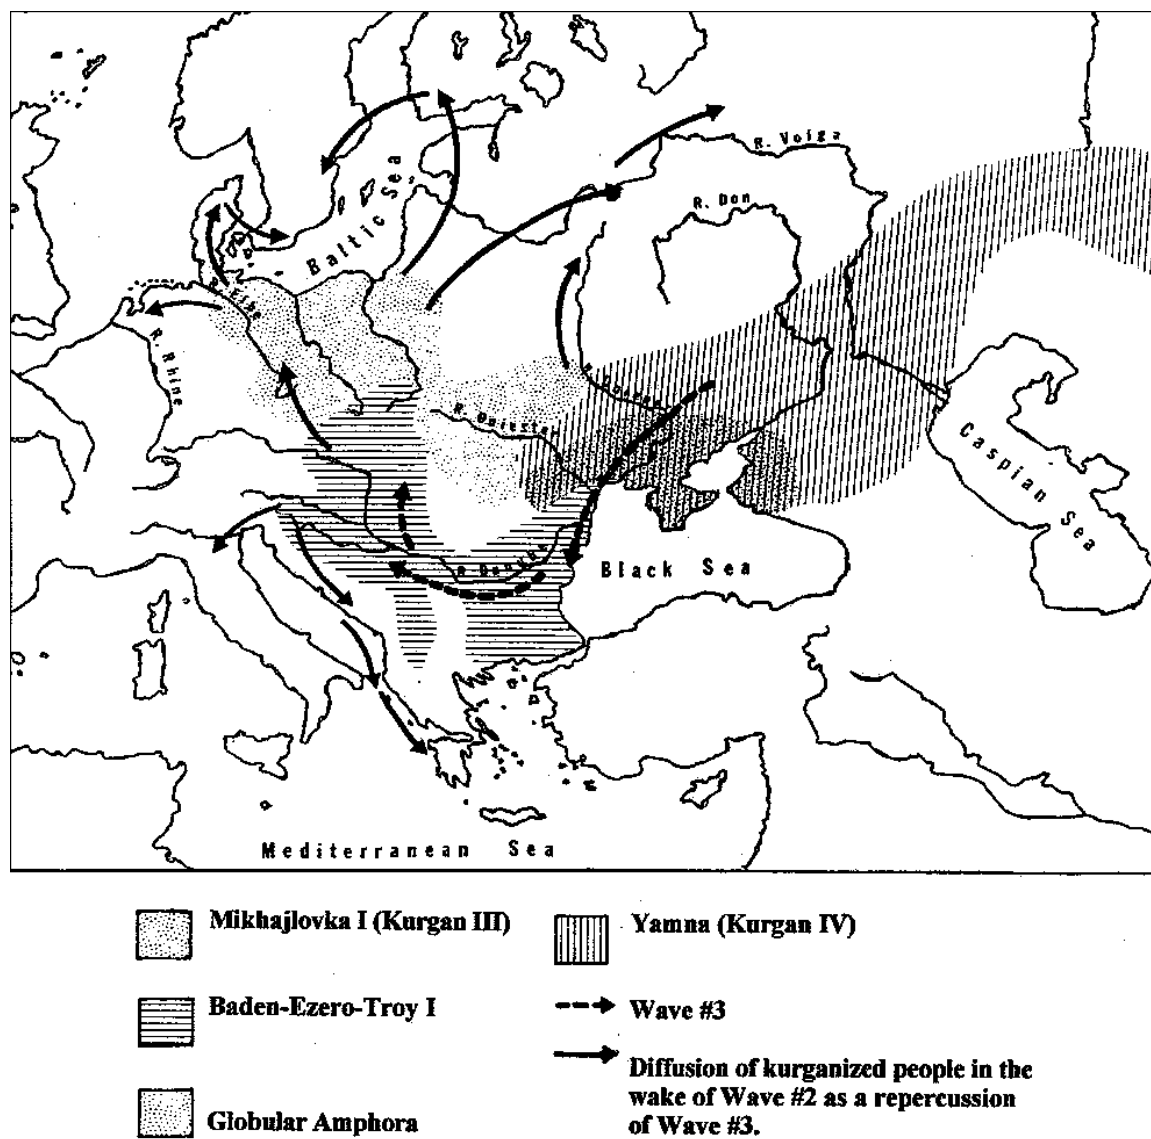 R. Volga
R. Don
Baltic Sea
R. Elbe
R. Rhine
R. Dniester
R. Danube
Caspian Sea
Black Sea
Mediterranean Sea
Mikhajlovka I (Kurgan III)
Yamna (Kurgan IV)
Baden-Ezero-Troy I
Wave #3
Diffusion of kurganized people in the
wake of Wave #2 as a repercussion
of Wave #3.
Globular Amphora